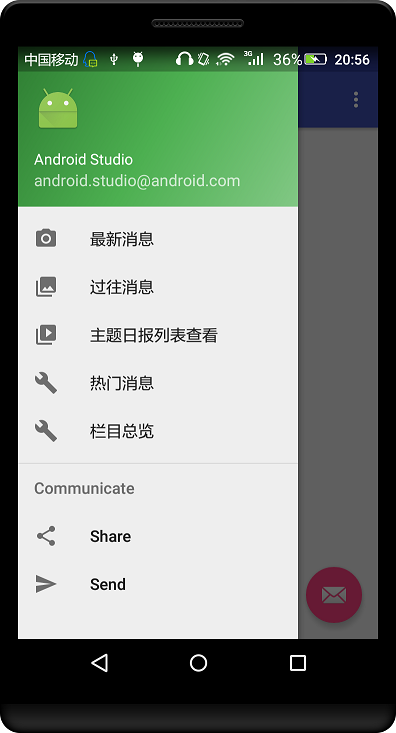 中国移动 3G 36% 20:56
Android Studio
android.studio@android.com
最新消息
过往消息
主题日报列表查看
热门消息
栏目总览
Communicate
Share
Send